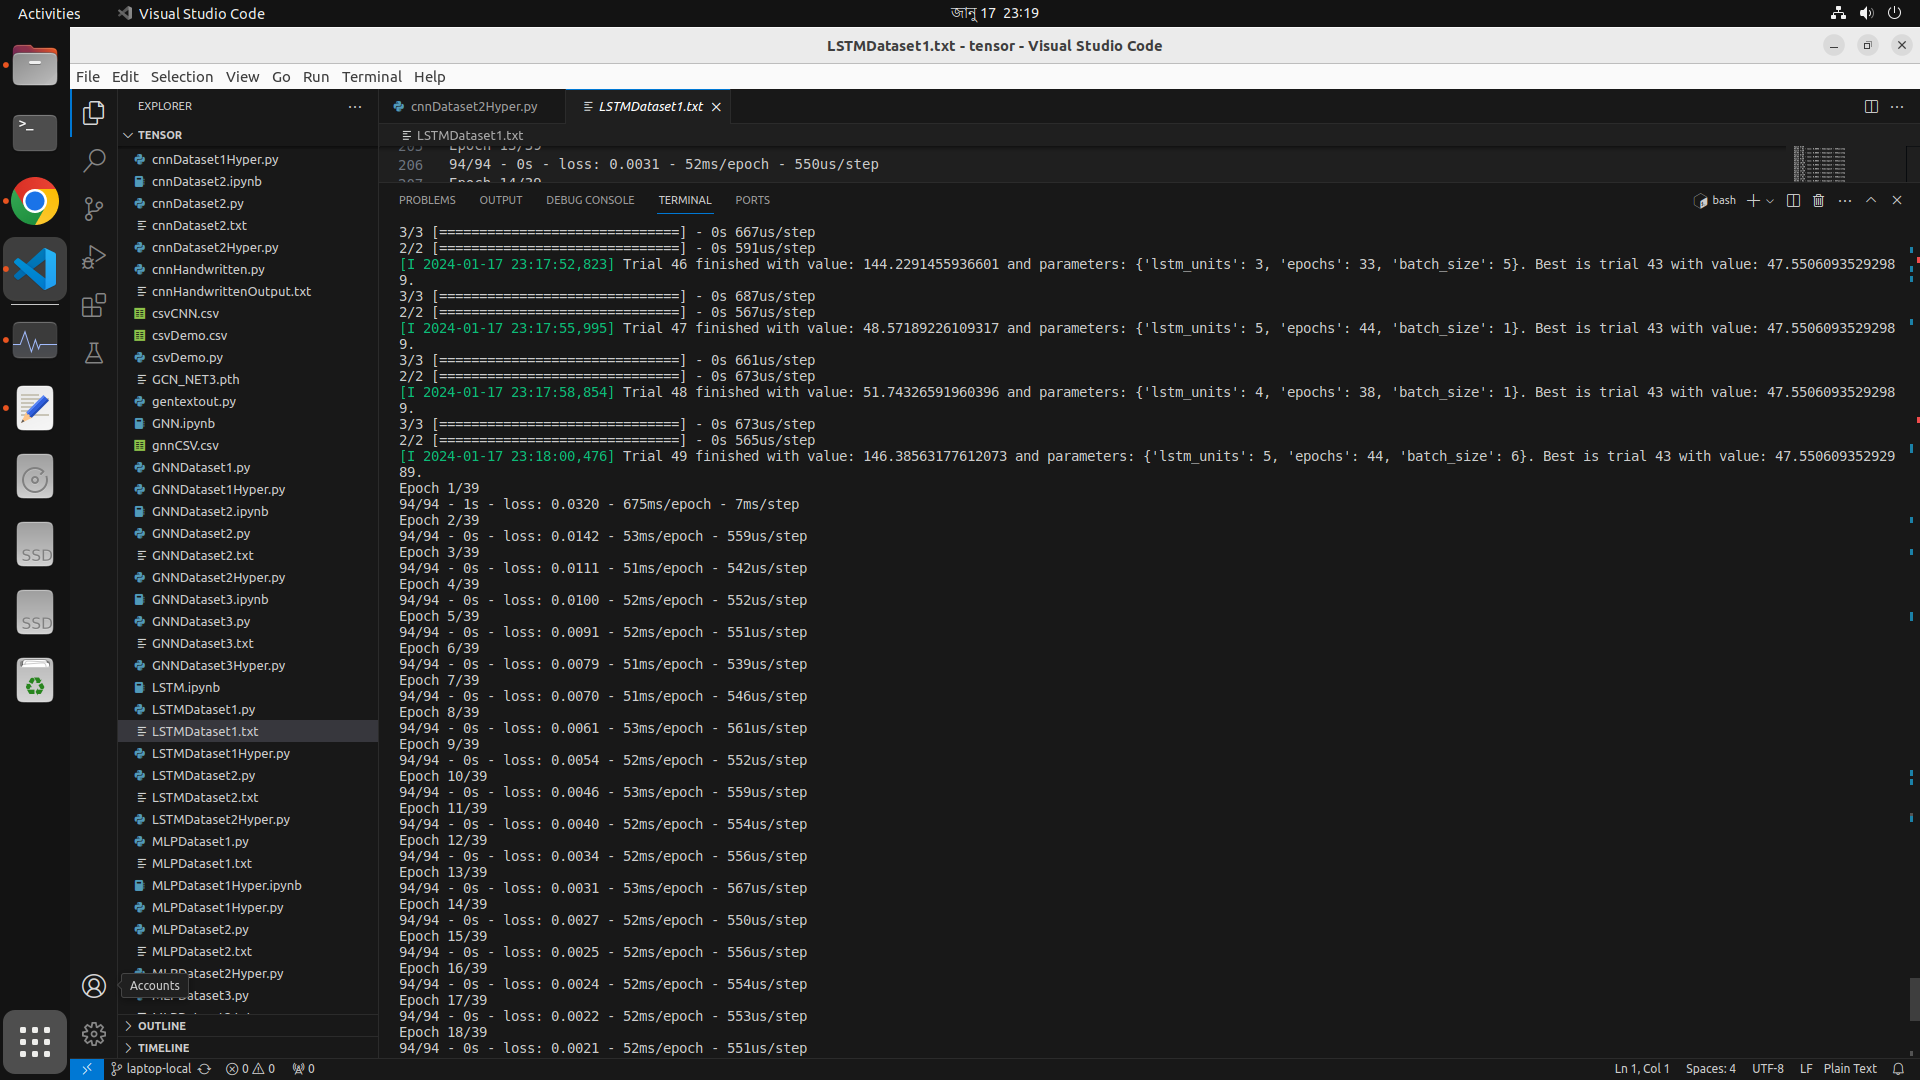 Activities
Visual Studio Code
জানু 17 23:19
LSTMDataset1.txt - tensor - Visual Studio Code
File Edit Selection View Go Run Terminal Help
EXPLORER
TENSOR
cnnDataset1Hyper.py
cnnDataset2.ipynb
cnnDataset2.py
cnnDataset2.txt
cnnDataset2Hyper.py
cnnHandwritten.py
cnnHandwrittenOutput.txt
csvCNN.csv
csvDemo.csv
csvDemo.py
GCN_NET3.pth
gentextout.py
GNN.ipynb
gnnCSV.csv
GNNDataset1.py
GNNDataset1Hyper.py
GNNDataset2.ipynb
GNNDataset2.py
GNNDataset2.txt
GNNDataset2Hyper.py
GNNDataset3.ipynb
GNNDataset3.py
GNNDataset3.txt
GNNDataset3Hyper.py
LSTM.ipynb
LSTMDataset1.py
LSTMDataset1.txt
LSTMDataset1Hyper.py
LSTMDataset2.py
LSTMDataset2.txt
LSTMDataset2Hyper.py
MLPDataset1.py
MLPDataset1.txt
MLPDataset1Hyper.ipynb
MLPDataset1Hyper.py
MLPDataset2.py
MLPDataset2.txt
MLPDataset2Hyper.py
MLPDataset3.py
Accounts
OUTLINE
TIMELINE
SSD
SSD
cnnDataset2Hyper.py
LSTMDataset1.txt
LSTMDataset1.txt
205 Epoch 13/39
206 94/94 - 0s - loss: 0.0031 - 52ms/epoch - 550us/step
207 Epoch 14/39
PROBLEMS OUTPUT DEBUG CONSOLE TERMINAL PORTS
bash
3/3 [==============================] - 0s 667us/step
2/2 [==============================] - 0s 591us/step
[I 2024-01-17 23:17:52,823] Trial 46 finished with value: 144.2291455936601 and parameters: {'lstm_units': 3, 'epochs': 33, 'batch_size': 5}. Best is trial 43 with value: 47.5506093529298
9.
3/3 [==============================] - 0s 687us/step
2/2 [==============================] - 0s 567us/step
[I 2024-01-17 23:17:55,995] Trial 47 finished with value: 48.57189226109317 and parameters: {'lstm_units': 5, 'epochs': 44, 'batch_size': 1}. Best is trial 43 with value: 47.5506093529298
9.
3/3 [==============================] - 0s 661us/step
2/2 [==============================] - 0s 673us/step
[I 2024-01-17 23:17:58,854] Trial 48 finished with value: 51.74326591960396 and parameters: {'lstm_units': 4, 'epochs': 38, 'batch_size': 1}. Best is trial 43 with value: 47.5506093529298
9.
3/3 [==============================] - 0s 673us/step
2/2 [==============================] - 0s 565us/step
[I 2024-01-17 23:18:00,476] Trial 49 finished with value: 146.38563177612073 and parameters: {'lstm_units': 5, 'epochs': 44, 'batch_size': 6}. Best is trial 43 with value: 47.550609352929
89.
Epoch 1/39
94/94 - 1s - loss: 0.0320 - 675ms/epoch - 7ms/step
Epoch 2/39
94/94 - 0s - loss: 0.0142 - 53ms/epoch - 559us/step
Epoch 3/39
94/94 - 0s - loss: 0.0111 - 51ms/epoch - 542us/step
Epoch 4/39
94/94 - 0s - loss: 0.0100 - 52ms/epoch - 552us/step
Epoch 5/39
94/94 - 0s - loss: 0.0091 - 52ms/epoch - 551us/step
Epoch 6/39
94/94 - 0s - loss: 0.0079 - 51ms/epoch - 539us/step
Epoch 7/39
94/94 - 0s - loss: 0.0070 - 51ms/epoch - 546us/step
Epoch 8/39
94/94 - 0s - loss: 0.0061 - 53ms/epoch - 561us/step
Epoch 9/39
94/94 - 0s - loss: 0.0054 - 52ms/epoch - 552us/step
Epoch 10/39
94/94 - 0s - loss: 0.0046 - 53ms/epoch - 559us/step
Epoch 11/39
94/94 - 0s - loss: 0.0040 - 52ms/epoch - 554us/step
Epoch 12/39
94/94 - 0s - loss: 0.0034 - 52ms/epoch - 556us/step
Epoch 13/39
94/94 - 0s - loss: 0.0031 - 53ms/epoch - 567us/step
Epoch 14/39
94/94 - 0s - loss: 0.0027 - 52ms/epoch - 550us/step
Epoch 15/39
94/94 - 0s - loss: 0.0025 - 52ms/epoch - 556us/step
Epoch 16/39
94/94 - 0s - loss: 0.0024 - 52ms/epoch - 554us/step
Epoch 17/39
94/94 - 0s - loss: 0.0022 - 52ms/epoch - 553us/step
Epoch 18/39
94/94 - 0s - loss: 0.0021 - 52ms/epoch - 551us/step
laptop-local 0 0 0
Ln 1, Col 1 Spaces: 4 UTF-8 LF Plain Text